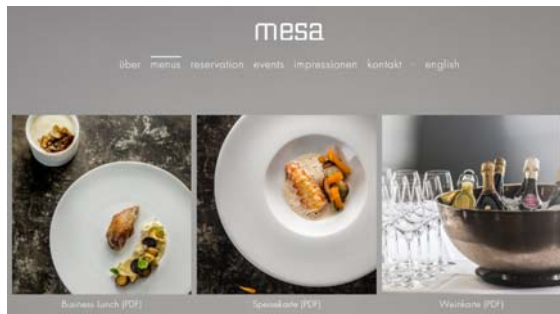 mesa
über menus reservation events impressionen kontakt · english
Business lunch (PDF) Speisekarte (PDF) Weinkarte (PDF)